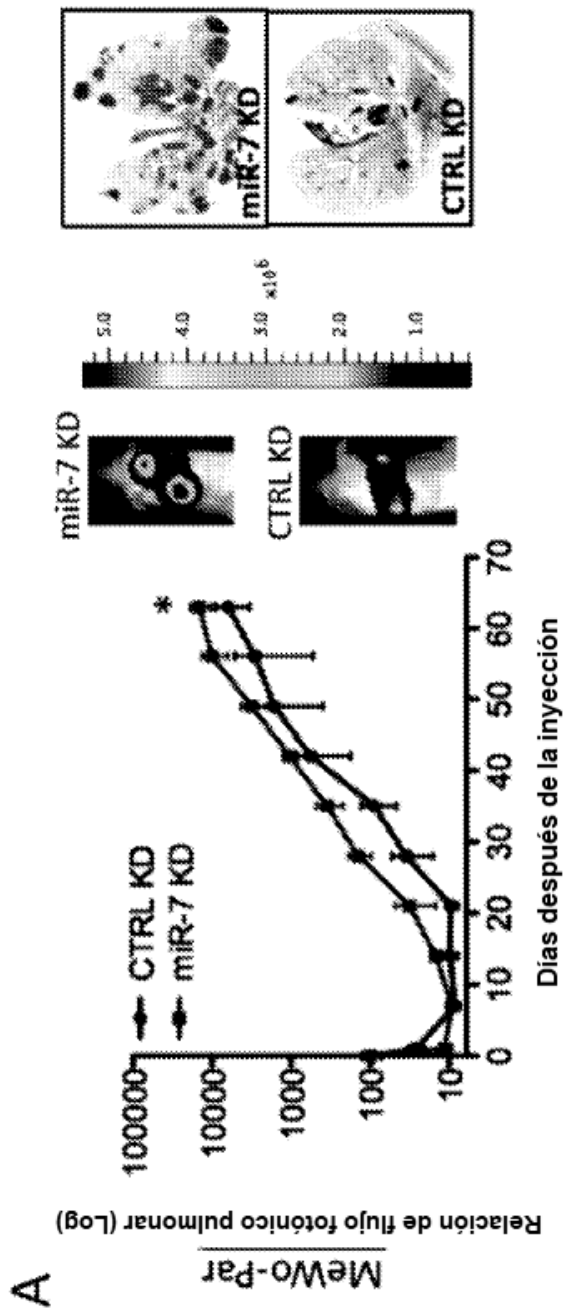 A
MeWo-Par
Relación de flujo fotónico pulmonar (Log)
100000
10000
1000
100
10
CTRL KD
miR-7 KD
*
0
10
20
30
40
50
60
70
Días después de la inyección
miR-7 KD
CTRL KD
5.0
4.0
3.0
2.0
1.0
x10⁶
miR-7 KD
CTRL KD